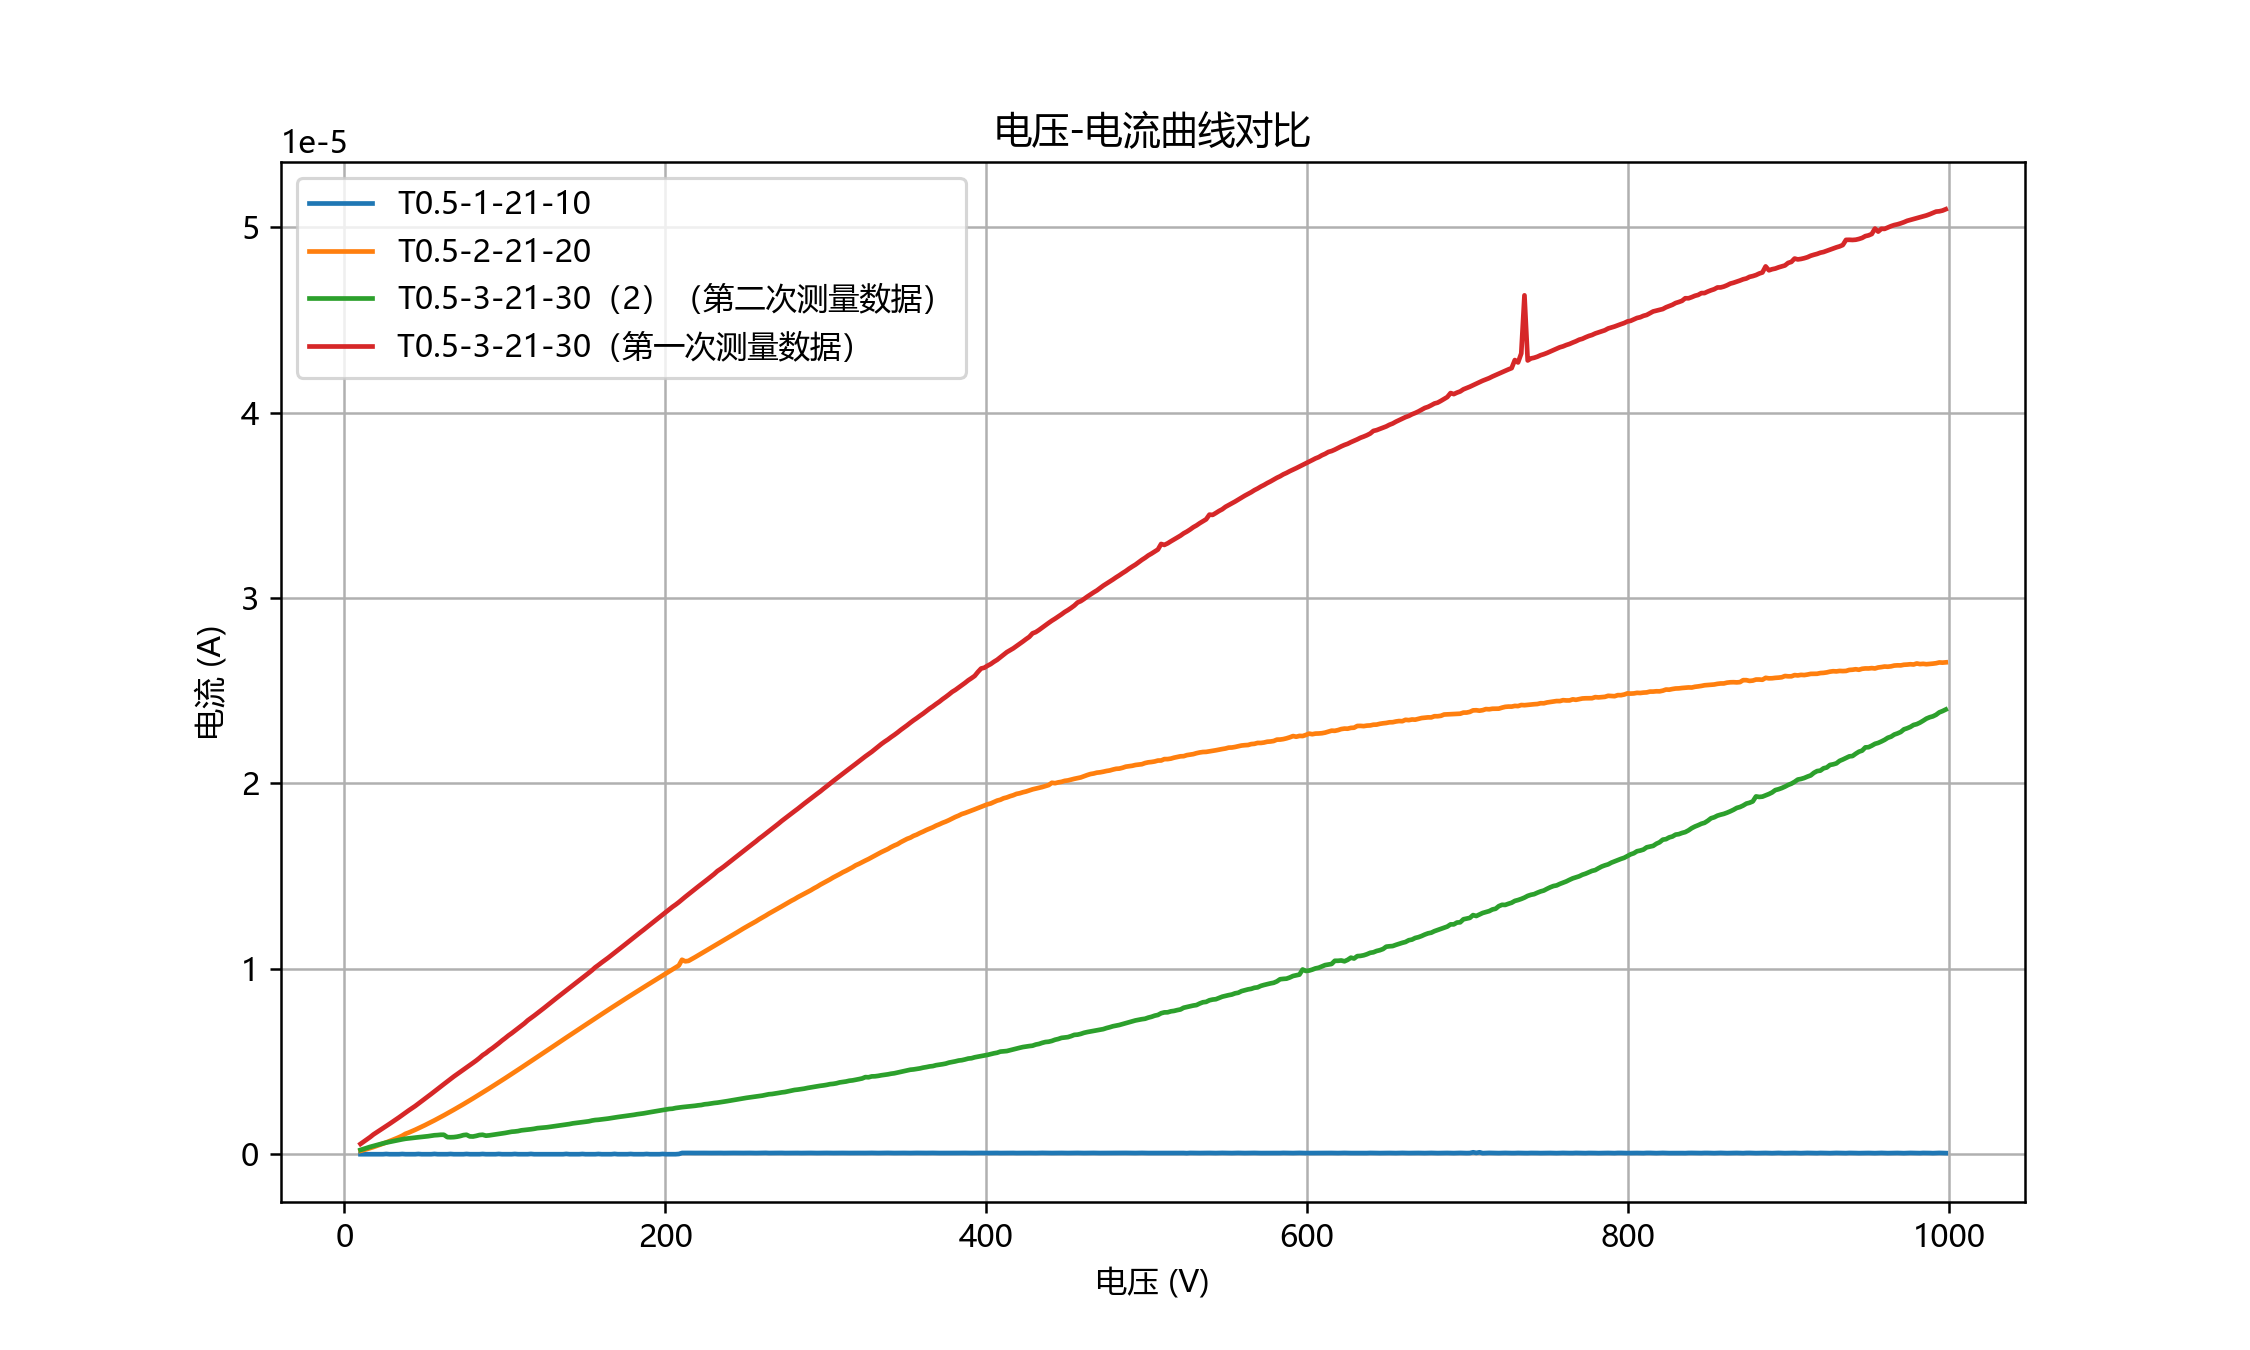 电压-电流曲线对比
1e-5
T0.5-1-21-10
T0.5-2-21-20
T0.5-3-21-30（2）（第二次测量数据）
T0.5-3-21-30（第一次测量数据）
5
4
3
2
1
0
电流 (A)
0 200 400 600 800 1000
电压 (V)